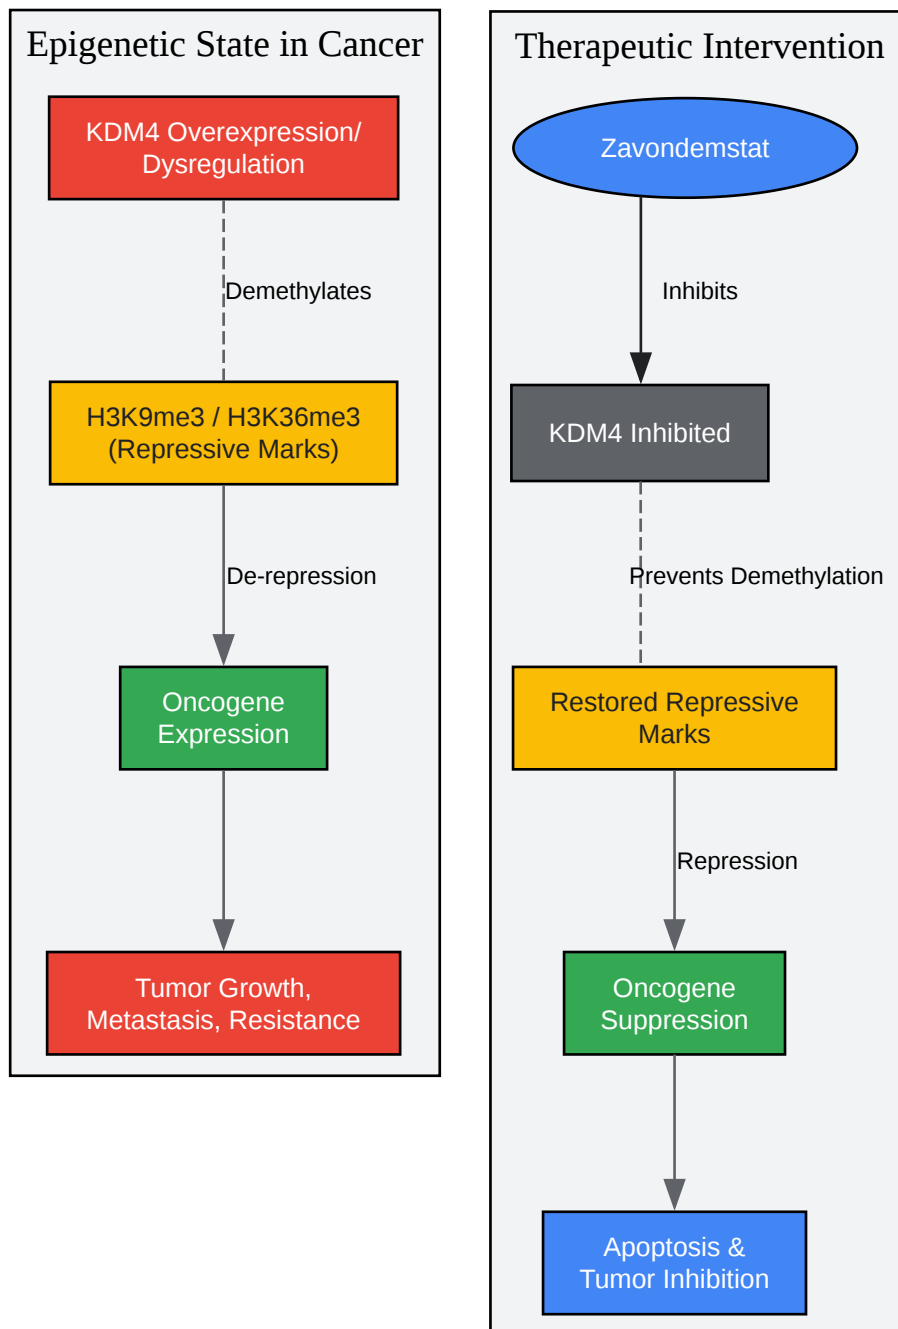 Epigenetic State in Cancer
KDM4 Overexpression/
Dysregulation
Demethylates
H3K9me3 / H3K36me3
(Repressive Marks)
De-repression
Oncogene
Expression
Tumor Growth,
Metastasis, Resistance
Therapeutic Intervention
Zavondemstat
Inhibits
KDM4 Inhibited
Prevents Demethylation
Restored Repressive
Marks
Repression
Oncogene
Suppression
Apoptosis &
Tumor Inhibition